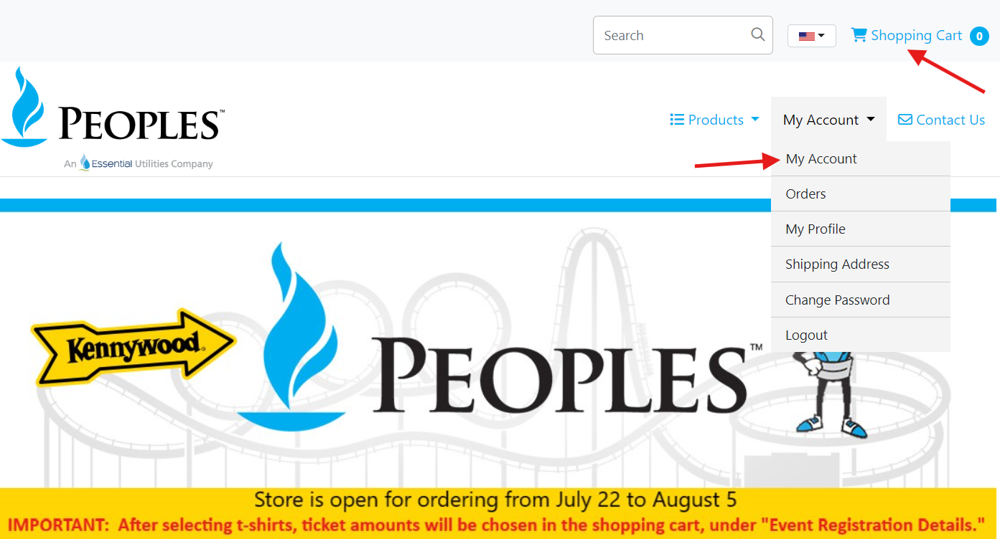 Search
Shopping Cart 0
PEOPLES™
An Essential Utilities Company
Products
My Account
Contact Us
My Account
Orders
My Profile
Shipping Address
Change Password
Logout
Kennywood®
PEOPLES™
Store is open for ordering from July 22 to August 5
IMPORTANT: After selecting t-shirts, ticket amounts will be chosen in the shopping cart, under "Event Registration Details."